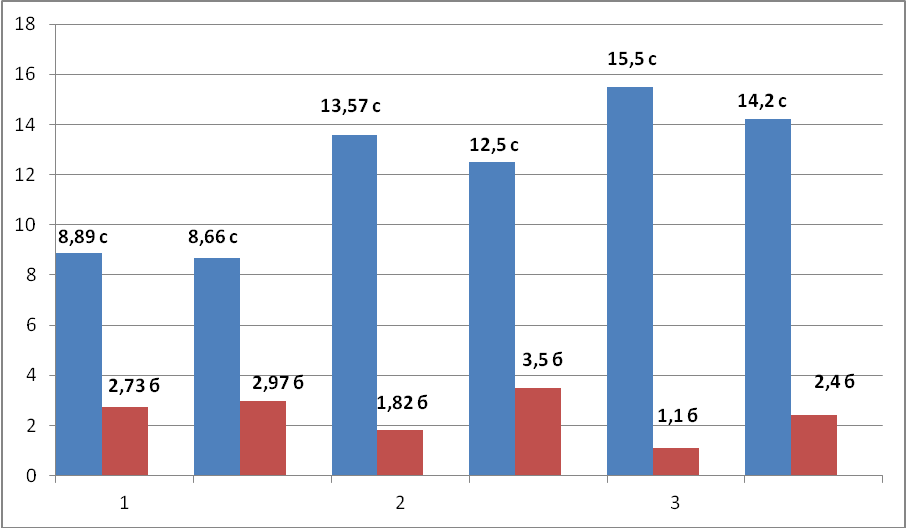 18
16
14
12
10
8
6
4
2
0
8,89 с
2,73 б
8,66 с
2,97 б
13,57 с
1,82 б
12,5 с
3,5 б
15,5 с
1,1 б
14,2 с
2,4 б
1
2
3